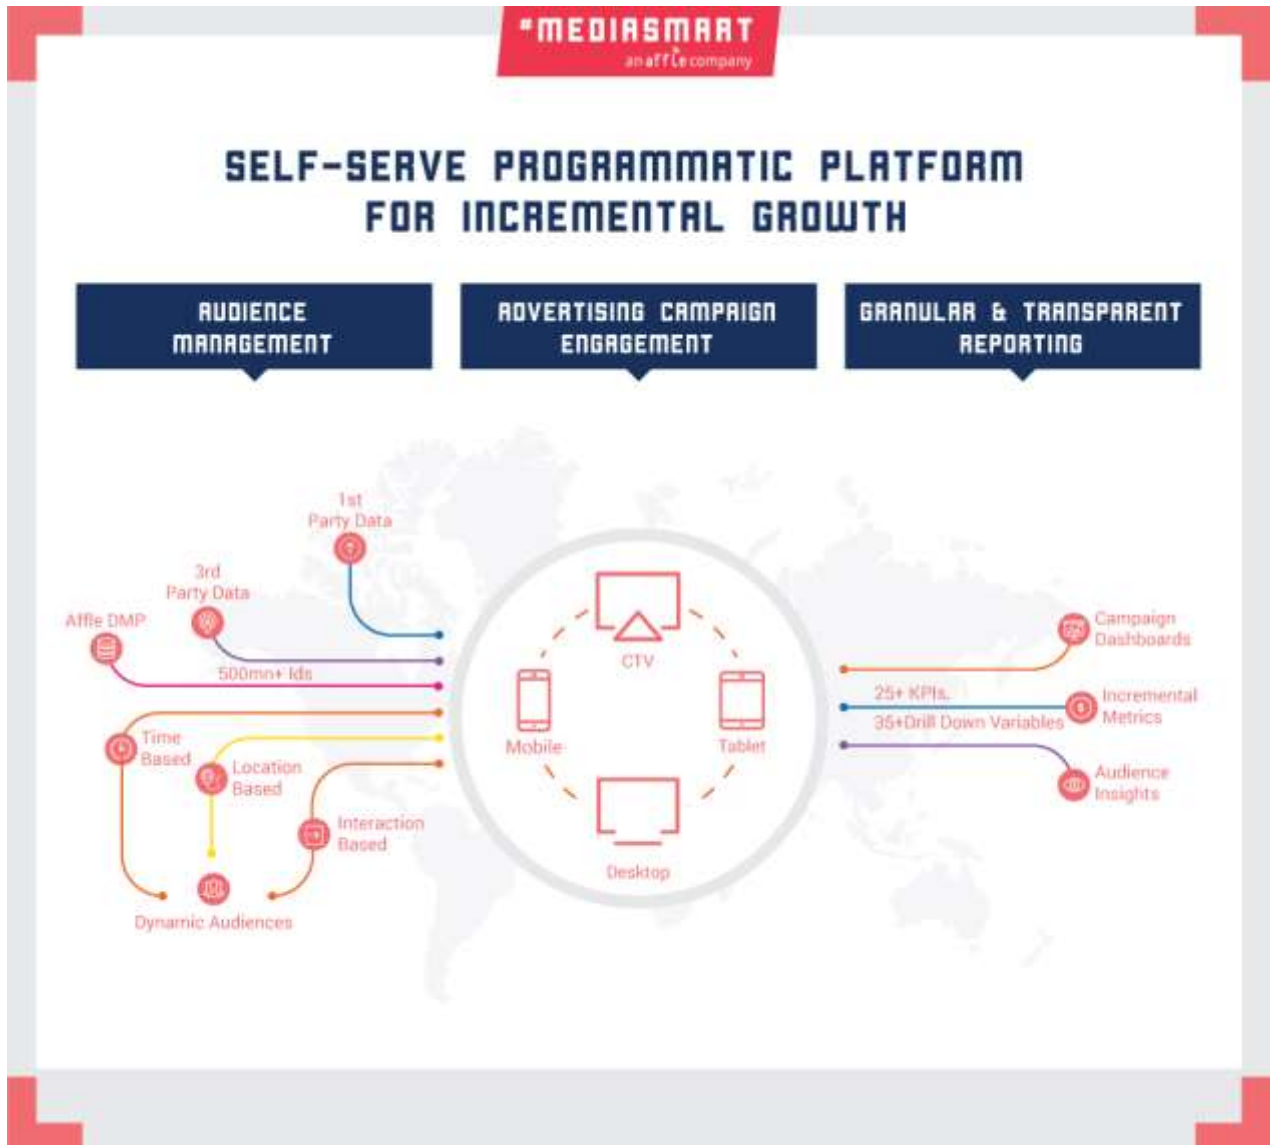 #MEDIASMART
an affle company
SELF-SERVE PROGRAMMATIC PLATFORM
FOR INCREMENTAL GROWTH
AUDIENCE
MANAGEMENT
ADVERTISING CAMPAIGN
ENGAGEMENT
GRANULAR & TRANSPARENT
REPORTING
1st
Party Data
3rd
Party Data
Affle DMP
500mn+ Ids
Time
Based
Location
Based
Interaction
Based
Dynamic Audiences
CTV
Mobile
Tablet
Desktop
Campaign
Dashboards
25+ KPIs,
35+Drill Down Variables
Incremental
Metrics
Audience
Insights